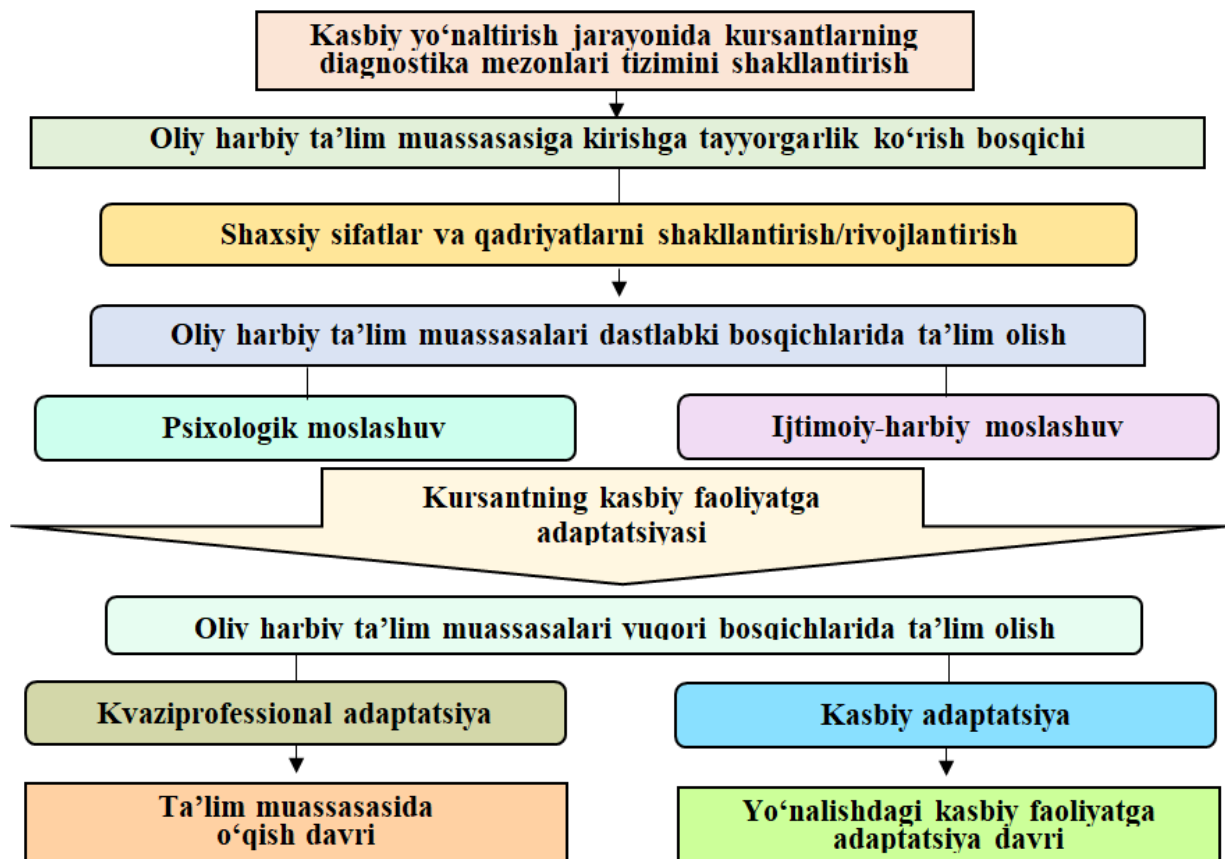 Kasbiy yo‘naltirish jarayonida kursantlarning
diagnostika mezonlari tizimini shakllantirish
Oliy harbiy ta’lim muassasasiga kirishga tayyorgarlik ko‘rish bosqichi
Shaxsiy sifatlar va qadriyatlarni shakllantirish/rivojlantirish
Oliy harbiy ta’lim muassasalari dastlabki bosqichlarida ta’lim olish
Psixologik moslashuv
Ijtimoiy-harbiy moslashuv
Kursantning kasbiy faoliyatga
adaptatsiyasi
Oliy harbiy ta’lim muassasalari yuqori bosqichlarida ta’lim olish
Kvaziprofessional adaptatsiya
Kasbiy adaptatsiya
Ta’lim muassasasida
o‘qish davri
Yo‘nalishdagi kasbiy faoliyatga
adaptatsiya davri